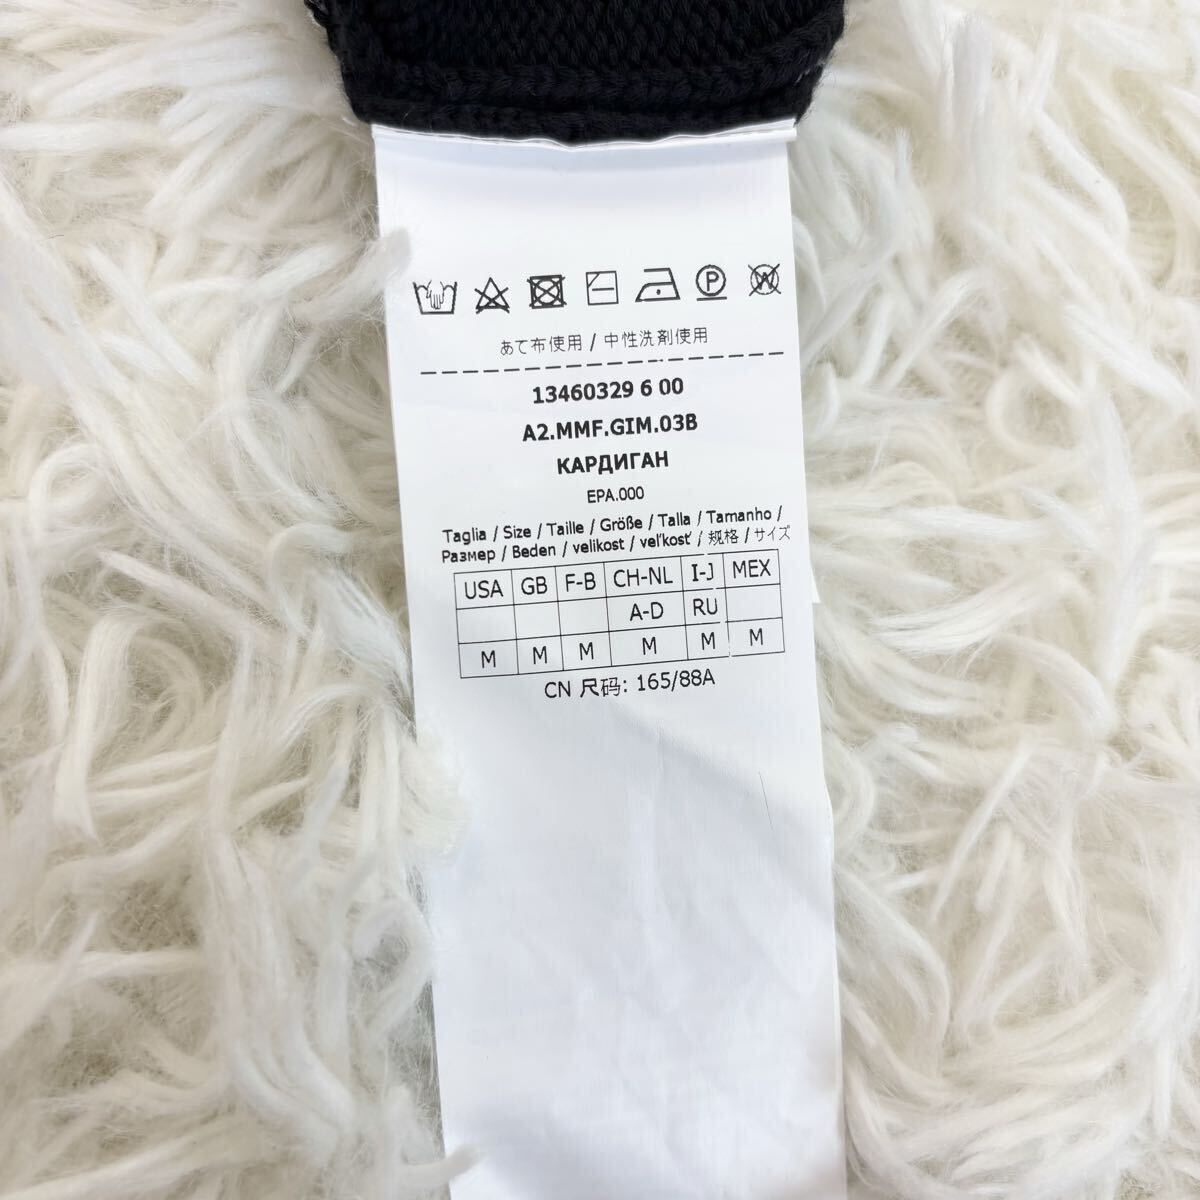 P W
あて布使用 / 中性洗剤使用
13460329 6 00
A2.MMF.GIM.03B
КАРДИГАН
EPA.000
Taglia / Size / Taille / Größe / Talla / Tamanho /
Размер / Beden / velikost / veľkosť / 规格 / サイズ
USA GB F-B CH-NL I-J MEX
A-D RU
M M M M M M
CN 尺码: 165/88A